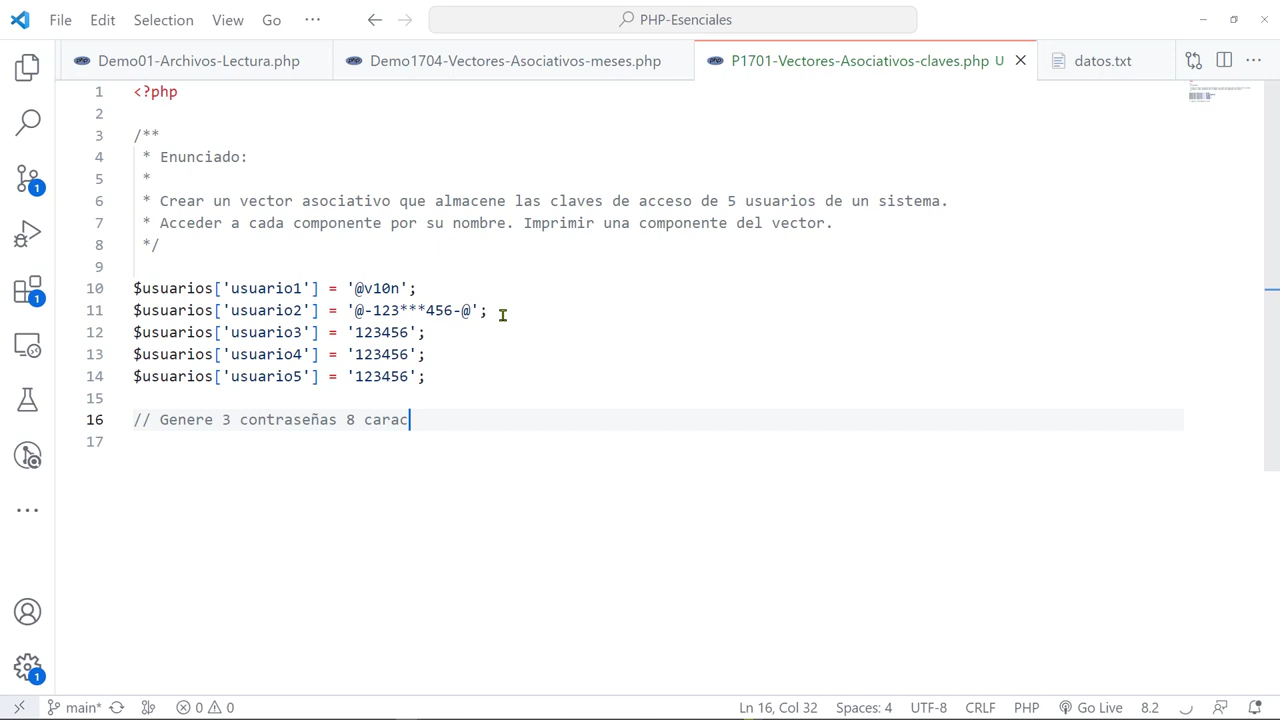 File Edit Selection View Go ··· PHP-Esenciales
Demo01-Archivos-Lectura.php Demo1704-Vectores-Asociativos-meses.php P1701-Vectores-Asociativos-claves.php U datos.txt
1 <?php
2
3 /**
4 * Enunciado:
5 *
6 * Crear un vector asociativo que almacene las claves de acceso de 5 usuarios de un sistema.
7 * Acceder a cada componente por su nombre. Imprimir una componente del vector.
8 */
9
10 $usuarios['usuario1'] = '@v10n';
11 $usuarios['usuario2'] = '@-123***456-@';
12 $usuarios['usuario3'] = '123456';
13 $usuarios['usuario4'] = '123456';
14 $usuarios['usuario5'] = '123456';
15
16 // Genere 3 contraseñas 8 carac
17
1
1
1
main* 0 0 Ln 16, Col 32 Spaces: 4 UTF-8 CRLF PHP Go Live 8.2